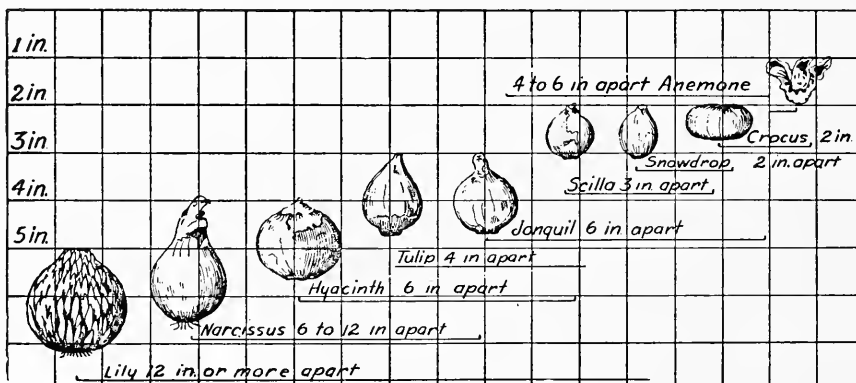 1 in.
4 to 6 in apart Anemone
2 in
3 in.
Crocus, 2 in.
Snowdrop 2 in. apart
Scilla 3 in apart
4 in.
Jonquil 6 in apart
5 in.
Tulip 4 in apart
Hyacinth 6 in apart
Narcissus 6 to 12 in apart
Lily 12 in. or more apart